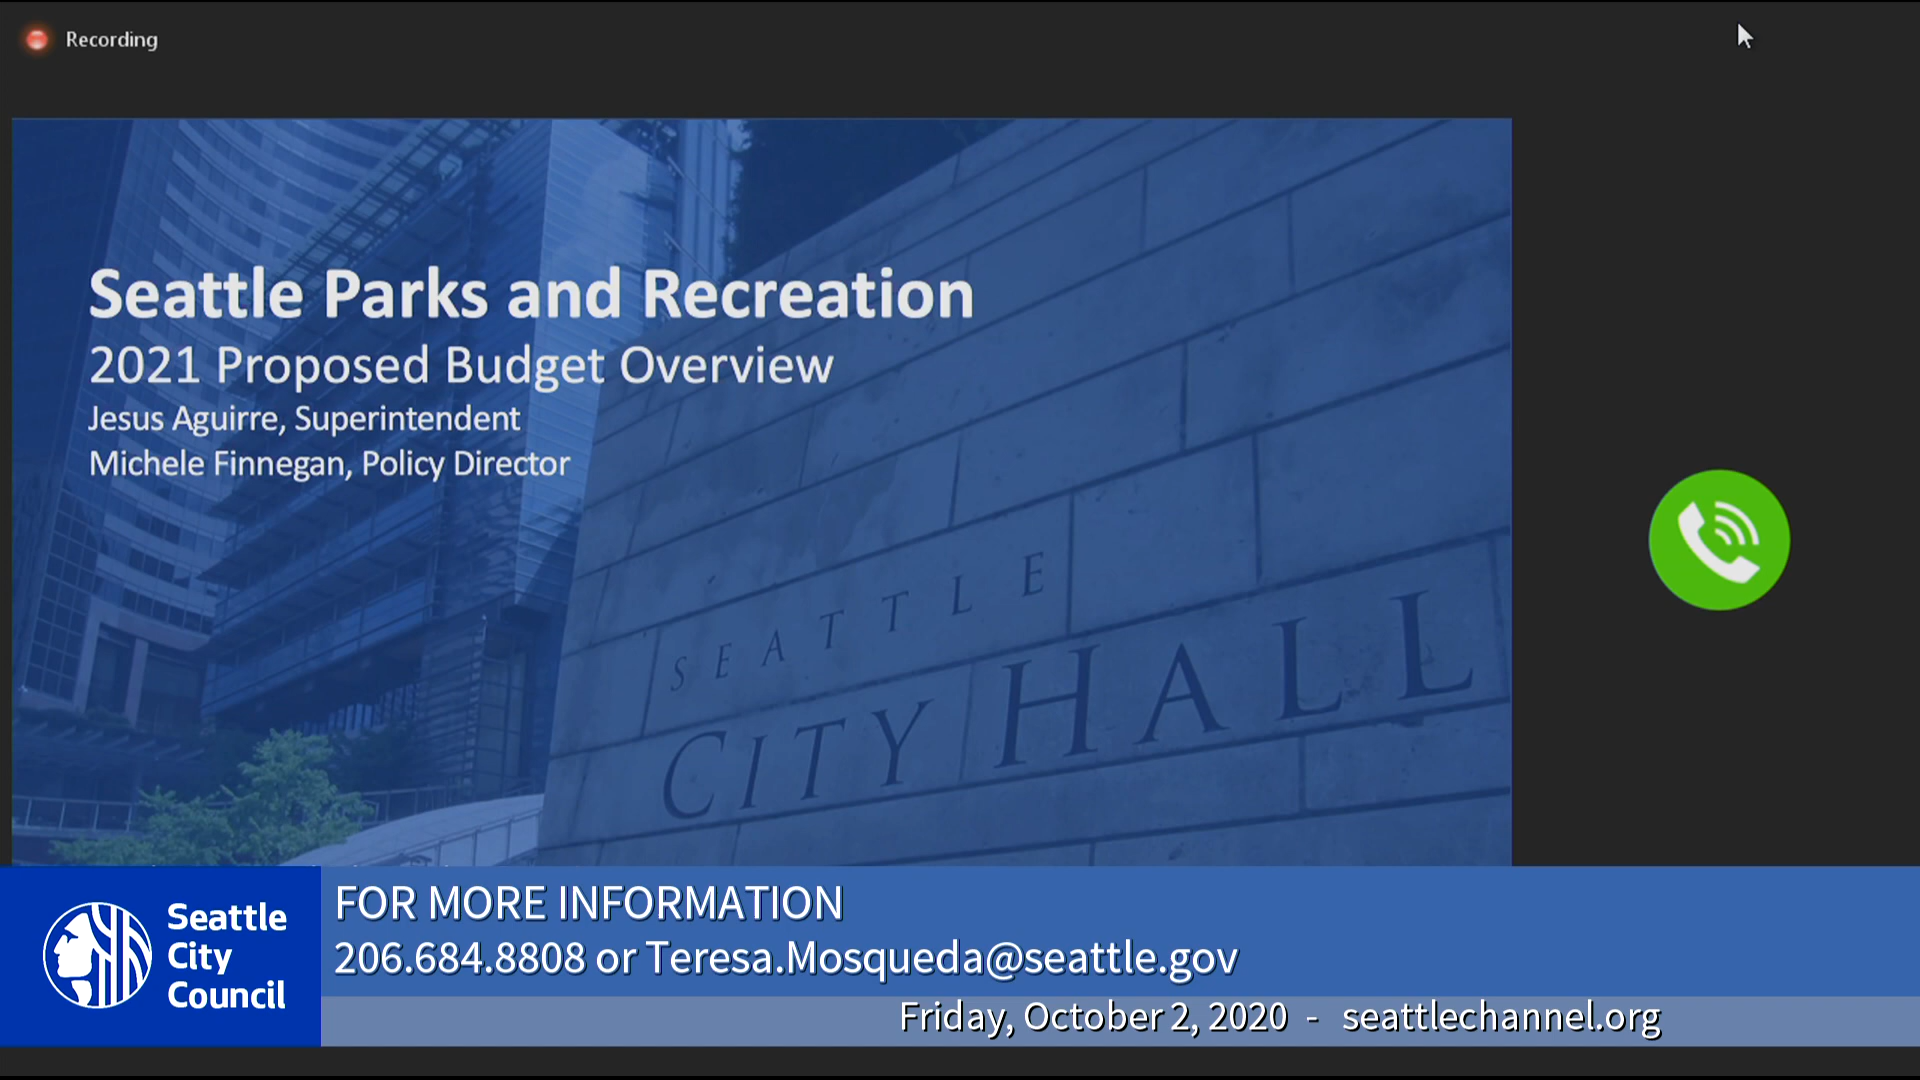 Recording
Seattle Parks and Recreation
2021 Proposed Budget Overview
Jesus Aguirre, Superintendent
Michele Finnegan, Policy Director
SEATTLE
CITY HALL
Seattle
City
Council
FOR MORE INFORMATION
206.684.8808 or Teresa.Mosqueda@seattle.gov
Friday, October 2, 2020 - seattlechannel.org